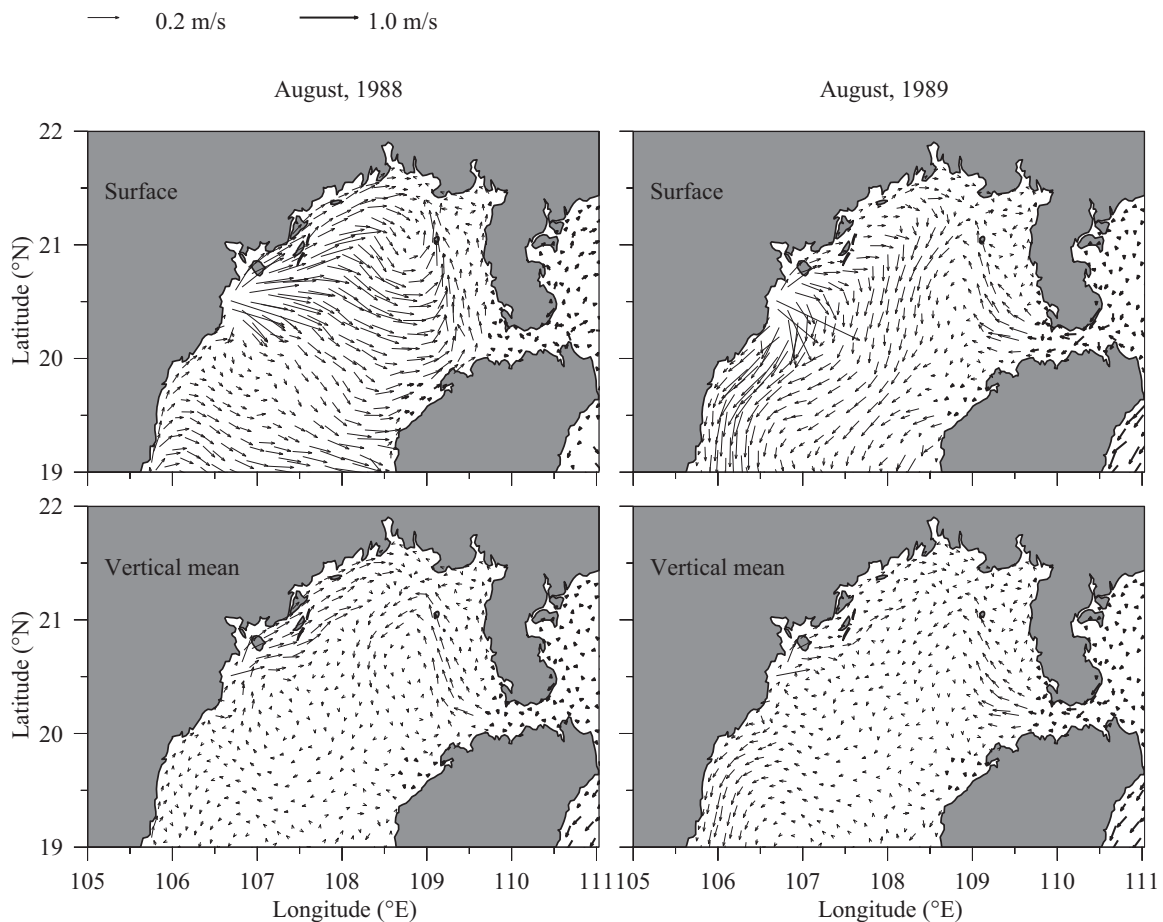 0.2 m/s 1.0 m/s
August, 1988 August, 1989
22
Surface Surface
21
Latitude (°N)
20
19
22
Vertical mean Vertical mean
21
Latitude (°N)
20
19
105 106 107 108 109 110 111 105 106 107 108 109 110 111
Longitude (°E) Longitude (°E)